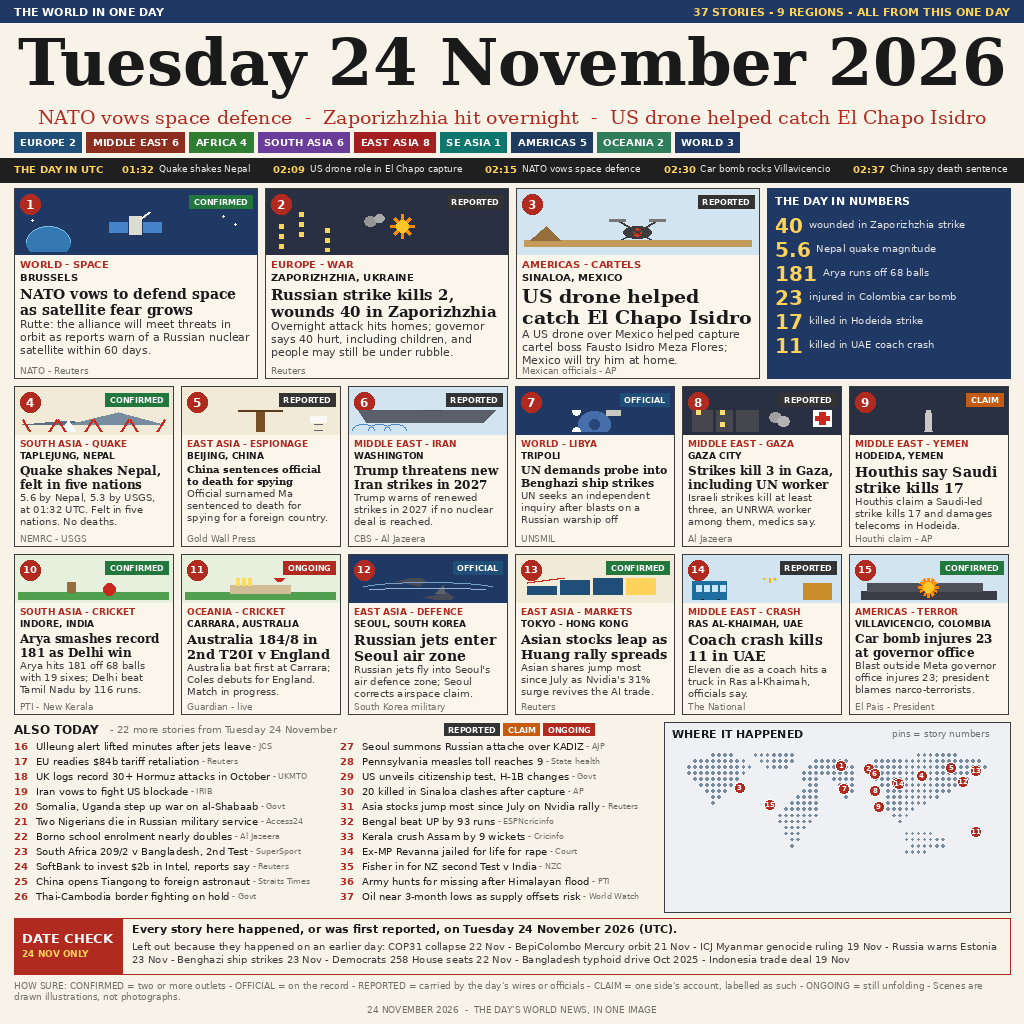 THE WORLD IN ONE DAY
37 STORIES - 9 REGIONS - ALL FROM THIS ONE DAY
Tuesday 24 November 2026
NATO vows space defence - Zaporizhzhia hit overnight - US drone helped catch El Chapo Isidro
EUROPE 2 MIDDLE EAST 6 AFRICA 4 SOUTH ASIA 6 EAST ASIA 8 SE ASIA 1 AMERICAS 5 OCEANIA 2 WORLD 3
THE DAY IN UTC 01:32 Quake shakes Nepal 02:09 US drone role in El Chapo capture 02:15 NATO vows space defence 02:30 Car bomb rocks Villavicencio 02:37 China spy death sentence
1
CONFIRMED
WORLD - SPACE
BRUSSELS
NATO vows to defend space
as satellite fear grows
Rutte: the alliance will meet threats in
orbit as reports warn of a Russian nuclear
satellite within 60 days.
NATO - Reuters
2
REPORTED
EUROPE - WAR
ZAPORIZHZHIA, UKRAINE
Russian strike kills 2,
wounds 40 in Zaporizhzhia
Overnight attack hits homes; governor
says 40 hurt, including children, and
people may still be under rubble.
Reuters
3
REPORTED
AMERICAS - CARTELS
SINALOA, MEXICO
US drone helped
catch El Chapo Isidro
A US drone over Mexico helped capture
cartel boss Fausto Isidro Meza Flores;
Mexico will try him at home.
Mexican officials - AP
THE DAY IN NUMBERS
40 wounded in Zaporizhzhia strike
5.6 Nepal quake magnitude
181 Arya runs off 68 balls
23 injured in Colombia car bomb
17 killed in Hodeida strike
11 killed in UAE coach crash
4
CONFIRMED
SOUTH ASIA - QUAKE
TAPLEJUNG, NEPAL
Quake shakes Nepal,
felt in five nations
5.6 by Nepal, 5.3 by USGS,
at 01:32 UTC. Felt in five
nations. No deaths.
NEMRC - USGS
5
REPORTED
EAST ASIA - ESPIONAGE
BEIJING, CHINA
China sentences official
to death for spying
Official surnamed Ma
sentenced to death for
spying for a foreign country.
Gold Wall Press
6
REPORTED
MIDDLE EAST - IRAN
WASHINGTON
Trump threatens new
Iran strikes in 2027
Trump warns of renewed
strikes in 2027 if no nuclear
deal is reached.
CBS - Al Jazeera
7
OFFICIAL
WORLD - LIBYA
TRIPOLI
UN demands probe into
Benghazi ship strikes
UN seeks an independent
inquiry after blasts on a
Russian warship off
UNSMIL
8
REPORTED
MIDDLE EAST - GAZA
GAZA CITY
Strikes kill 3 in Gaza,
including UN worker
Israeli strikes kill at least
three, an UNRWA worker
among them, medics say.
Al Jazeera
9
CLAIM
MIDDLE EAST - YEMEN
HODEIDA, YEMEN
Houthis say Saudi
strike kills 17
Houthis claim a Saudi-led
strike kills 17 and damages
telecoms in Hodeida.
Houthi claim - AP
10
CONFIRMED
SOUTH ASIA - CRICKET
INDORE, INDIA
Arya smashes record
181 as Delhi win
Arya hits 181 off 68 balls
with 19 sixes; Delhi beat
Tamil Nadu by 116 runs.
PTI - New Kerala
11
ONGOING
OCEANIA - CRICKET
CARRARA, AUSTRALIA
Australia 184/8 in
2nd T20I v England
Australia bat first at Carrara;
Coles debuts for England.
Match in progress.
Guardian - live
12
OFFICIAL
EAST ASIA - DEFENCE
SEOUL, SOUTH KOREA
Russian jets enter
Seoul air zone
Russian jets fly into Seoul's
air defence zone; Seoul
corrects airspace claim.
South Korea military
13
CONFIRMED
EAST ASIA - MARKETS
TOKYO - HONG KONG
Asian stocks leap as
Huang rally spreads
Asian shares jump most
since July as Nvidia's 31%
surge revives the AI trade.
Reuters
14
REPORTED
MIDDLE EAST - CRASH
RAS AL-KHAIMAH, UAE
Coach crash kills
11 in UAE
Eleven die as a coach hits a
truck in Ras al-Khaimah,
officials say.
The National
15
CONFIRMED
AMERICAS - TERROR
VILLAVICENCIO, COLOMBIA
Car bomb injures 23
at governor office
Blast outside Meta governor
office injures 23; president
blames narco-terrorists.
El Pais - President
ALSO TODAY - 22 more stories from Tuesday 24 November
REPORTED CLAIM ONGOING
16 Ulleung alert lifted minutes after jets leave - JCS
17 EU readies $84b tariff retaliation - Reuters
18 UK logs record 30+ Hormuz attacks in October - UKMTO
19 Iran vows to fight US blockade - IRIB
20 Somalia, Uganda step up war on al-Shabaab - Govt
21 Two Nigerians die in Russian military service - Access24
22 Borno school enrolment nearly doubles - Al Jazeera
23 South Africa 209/2 v Bangladesh, 2nd Test - SuperSport
24 SoftBank to invest $2b in Intel, reports say - Reuters
25 China opens Tiangong to foreign astronaut - Straits Times
26 Thai-Cambodia border fighting on hold - Govt
27 Seoul summons Russian attache over KADIZ - AJP
28 Pennsylvania measles toll reaches 9 - State health
29 US unveils citizenship test, H-1B changes - Govt
30 20 killed in Sinaloa clashes after capture - AP
31 Asia stocks jump most since July on Nvidia rally - Reuters
32 Bengal beat UP by 93 runs - ESPNcricinfo
33 Kerala crush Assam by 9 wickets - Cricinfo
34 Ex-MP Revanna jailed for life for rape - Court
35 Fisher in for NZ second Test v India - NZC
36 Army hunts for missing after Himalayan flood - PTI
37 Oil near 3-month lows as supply offsets risk - World Watch
WHERE IT HAPPENED
pins = story numbers
1
6
3
7
8
9
15
14
4
5
13
12
11
DATE CHECK
24 NOV ONLY
Every story here happened, or was first reported, on Tuesday 24 November 2026 (UTC).
Left out because they happened on an earlier day: COP31 collapse 22 Nov - BepiColombo Mercury orbit 21 Nov - ICJ Myanmar genocide ruling 19 Nov - Russia warns Estonia
23 Nov - Benghazi ship strikes 23 Nov - Democrats 258 House seats 22 Nov - Bangladesh typhoid drive Oct 2025 - Indonesia trade deal 19 Nov
HOW SURE: CONFIRMED = two or more outlets - OFFICIAL = on the record - REPORTED = carried by the day's wires or officials - CLAIM = one side's account, labelled as such - ONGOING = still unfolding - Scenes are
drawn illustrations, not photographs.
24 NOVEMBER 2026 - THE DAY'S WORLD NEWS, IN ONE IMAGE